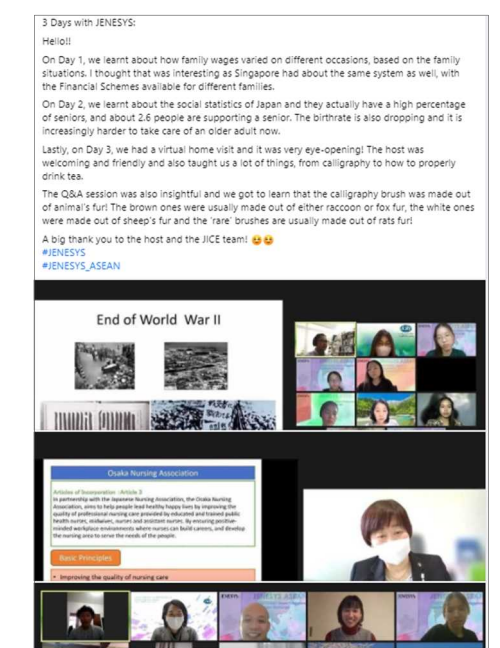 3 Days with JENESYS:
Hello!!
On Day 1, we learnt about how family wages varied on different occasions, based on the family
situations. I thought that was interesting as Singapore had about the same system as well, with
the Financial Schemes available for different families.
On Day 2, we learnt about the social statistics of Japan and they actually have a high percentage
of seniors, and about 2.6 people are supporting a senior. The birthrate is also dropping and it is
increasingly harder to take care of an older adult now.
Lastly, on Day 3, we had a virtual home visit and it was very eye-opening! The host was
welcoming and friendly and also taught us a lot of things, from calligraphy to how to properly
drink tea.
The Q&A session was also insightful and we got to learn that the calligraphy brush was made out
of animal's fur! The brown ones were usually made out of either raccoon or fox fur, the white ones
were made out of sheep's fur and the 'rare' brushes are usually made out of rats fur!
A big thank you to the host and the JICE team! 😊😊
#JENESYS
#JENESYS_ASEAN
End of World War II
Osaka Nursing Association
Articles of Incorporation : Article 3
In partnership with the Japanese Nursing Association, the Osaka Nursing
Association, aims to help people lead healthy happy lives by improving the
quality of professional nursing care provided by educated and trained public
health nurses, midwives, nurses and assistant nurses. By ensuring positive-
minded workplace environments where nurses can build careers, and develop
the nursing area to serve the needs of the people.
Basic Principles
• Improving the quality of nursing care